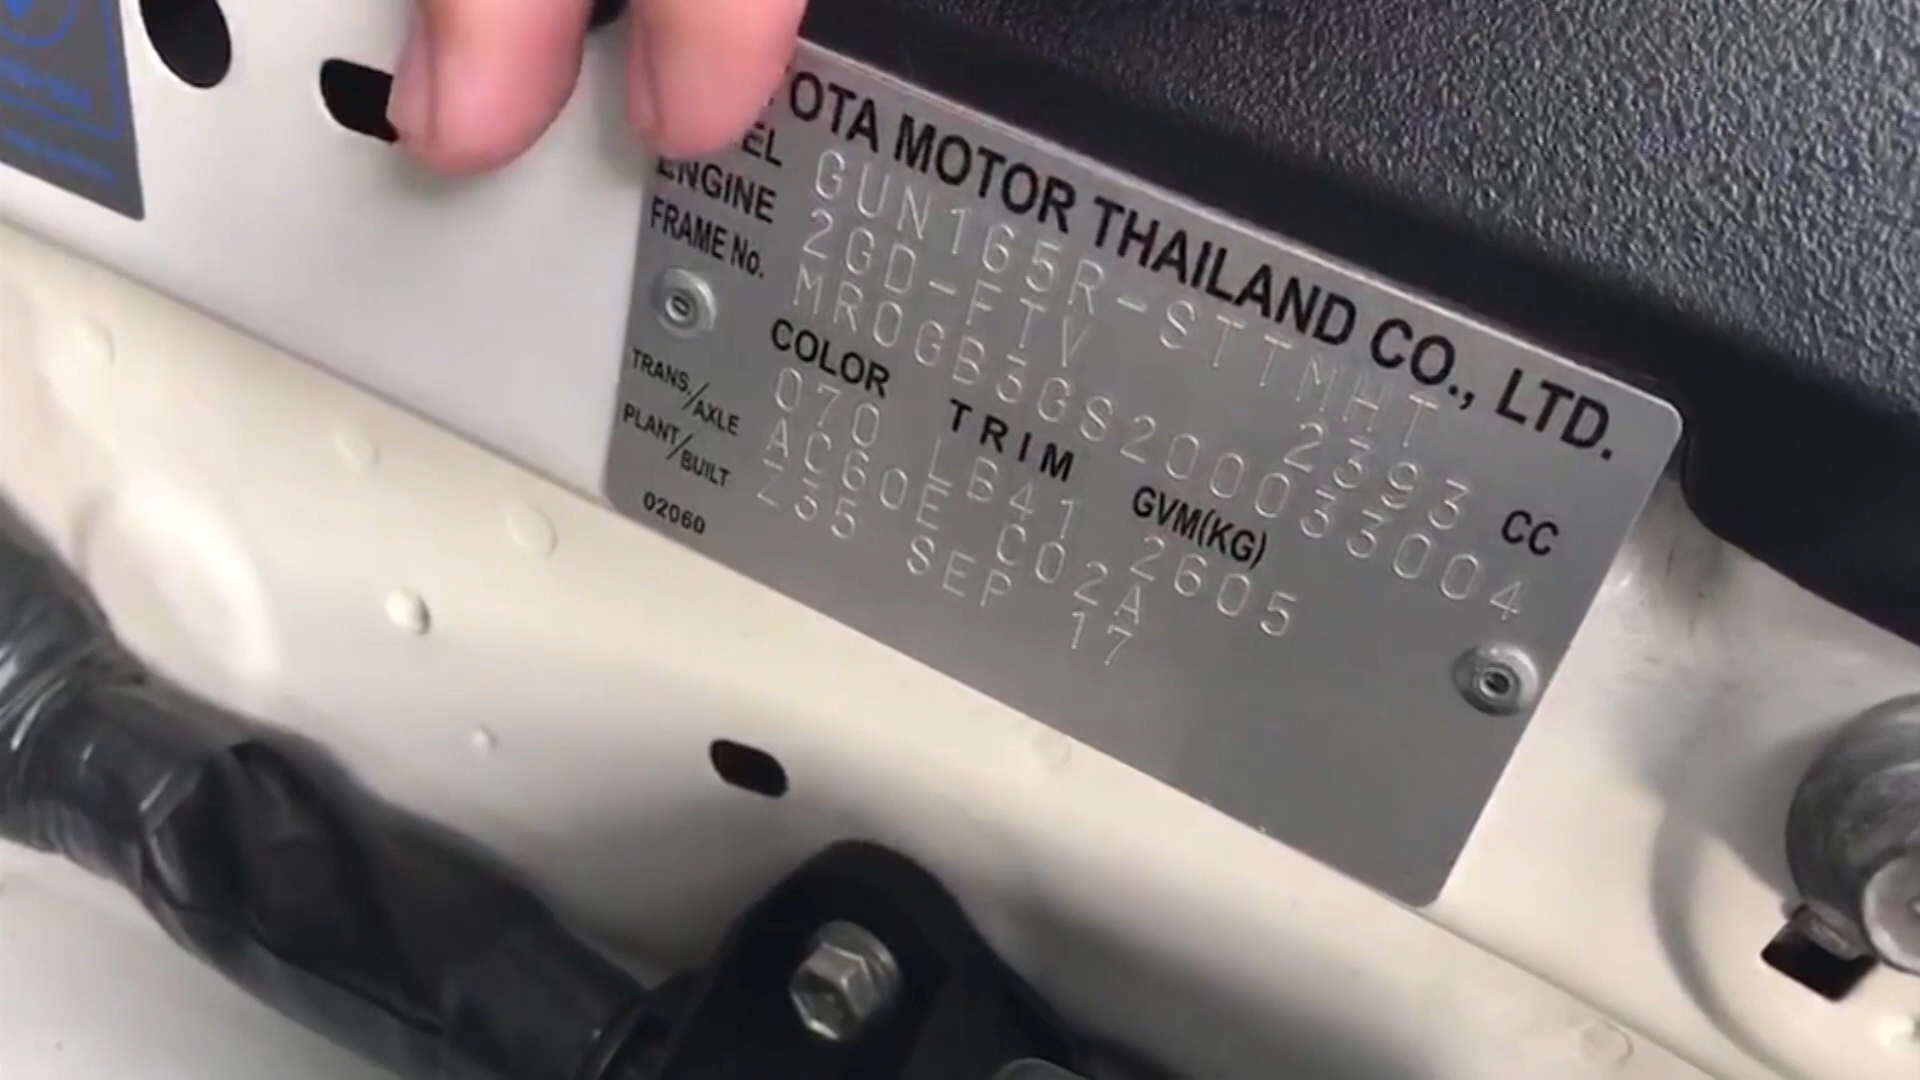 OTA MOTOR THAILAND CO., LTD.
EL GUN165R-STTMHT
ENGINE 2GD-FTV 2393 CC
FRAME No. MR0GB3GS200033004
COLOR TRIM GVM(KG)
070 LB41 2605
TRANS./AXLE AC60E C02A
PLANT/BUILT Z35 SEP 17
02060